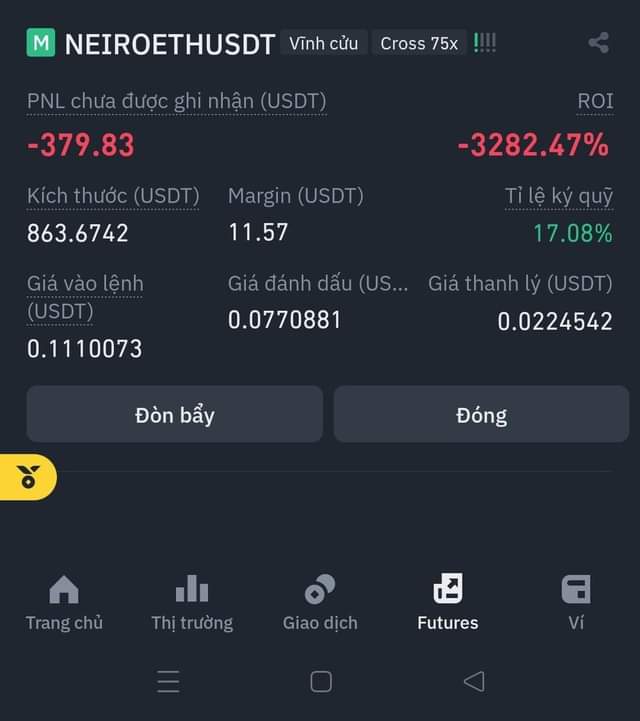 M NEIROETHUSDT Vĩnh cửu Cross 75x
PNL chưa được ghi nhận (USDT) ROI
-379.83 -3282.47%
Kích thước (USDT) Margin (USDT) Tỉ lệ ký quỹ
863.6742 11.57 17.08%
Giá vào lệnh Giá đánh dấu (US... Giá thanh lý (USDT)
(USDT) 0.0770881 0.0224542
0.1110073
Đòn bẩy Đóng
Trang chủ Thị trường Giao dịch Futures Ví